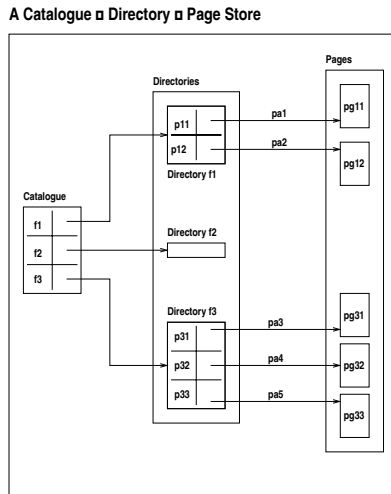 A Catalogue ¤ Directory ¤ Page Store
Pages
Directories
pg11
p11
pa1
p12
pa2
pg12
Directory f1
Catalogue
f1
Directory f2
f2
f3
Directory f3
pg31
p31
pa3
p32
pa4
pg32
p33
pa5
pg33